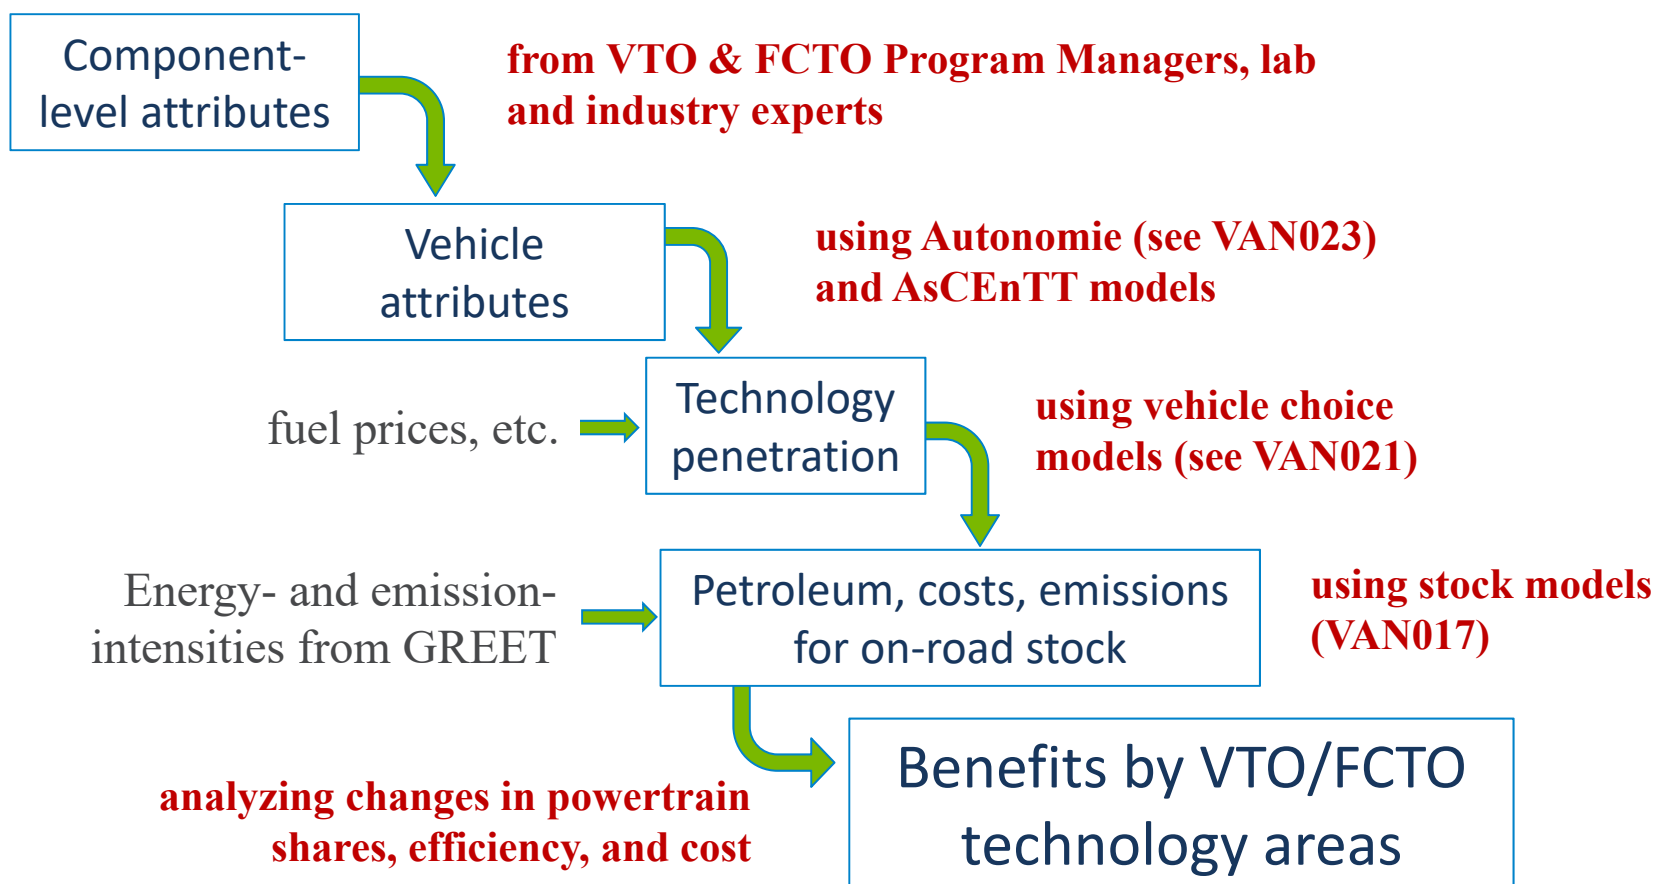 Component-
level attributes
from VTO & FCTO Program Managers, lab
and industry experts
Vehicle
attributes
using Autonomie (see VAN023)
and AsCEnTT models
fuel prices, etc.
Technology
penetration
using vehicle choice
models (see VAN021)
Energy- and emission-
intensities from GREET
Petroleum, costs, emissions
for on-road stock
using stock models
(VAN017)
analyzing changes in powertrain
shares, efficiency, and cost
Benefits by VTO/FCTO
technology areas